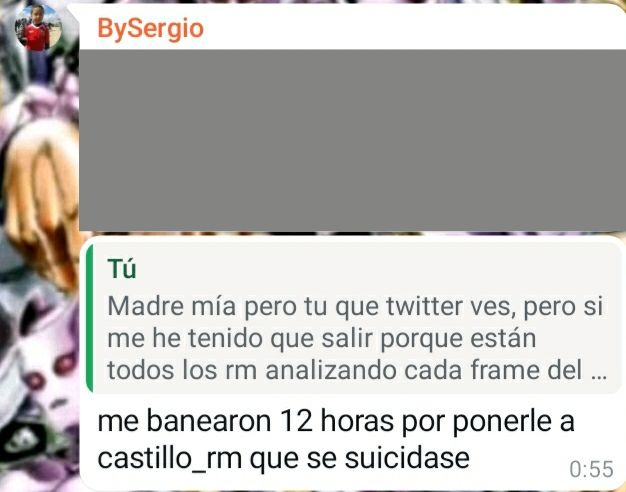 BySergio
Tú
Madre mía pero tu que twitter ves, pero si
me he tenido que salir porque están
todos los rm analizando cada frame del ...
me banearon 12 horas por ponerle a
castillo_rm que se suicidase
0:55